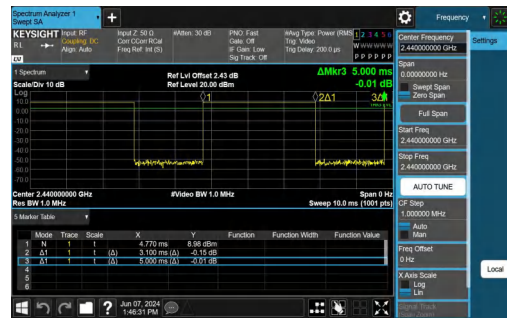 Spectrum Analyzer 1
Swept SA
+
Frequency
KEYSIGHT Input: RF
RL
Coupling: DC
Align: Auto
Input Z: 50 Ω
Corr CCorr RCal
Freq Ref: Int (S)
#Atten: 30 dB
PNO: Fast
Gate: Off
IF Gain: Low
Sig Track: Off
#Avg Type: Power (RMS)
Trig: Video
Trig Delay: 200.0 µs
1 2 3 4 5 6
W W W W W W
P P P P P P
LXI
1 Spectrum
Scale/Div 10 dB
Log
Ref Lvl Offset 2.43 dB
Ref Level 20.00 dBm
ΔMkr3 5.000 ms
-0.01 dB
10.0
0.00
-10.0
-20.0
-30.0
-40.0
-50.0
-60.0
-70.0
1
2Δ1
Center 2.440000000 GHz
Res BW 1.0 MHz
#Video BW 1.0 MHz
Span 0 Hz
Sweep 10.0 ms (1001 pts)
5 Marker Table
Mode Trace Scale X Y Function Function Width Function Value
1 N 1 t 4.770 ms 8.98 dBm
2 Δ1 1 t (Δ) 3.100 ms (Δ) -0.15 dB
3 Δ1 1 t (Δ) 5.000 ms (Δ) -0.01 dB
4
5
6
Jun 07, 2024
1:46:31 PM
Center Frequency
2.440000000 GHz
Span
0.00000000 Hz
Swept Span
Zero Span
Full Span
Start Freq
2.440000000 GHz
Stop Freq
2.440000000 GHz
AUTO TUNE
CF Step
1.000000 MHz
Auto
Man
Freq Offset
0 Hz
X Axis Scale
Log
Lin
Signal Track
Settings
Local